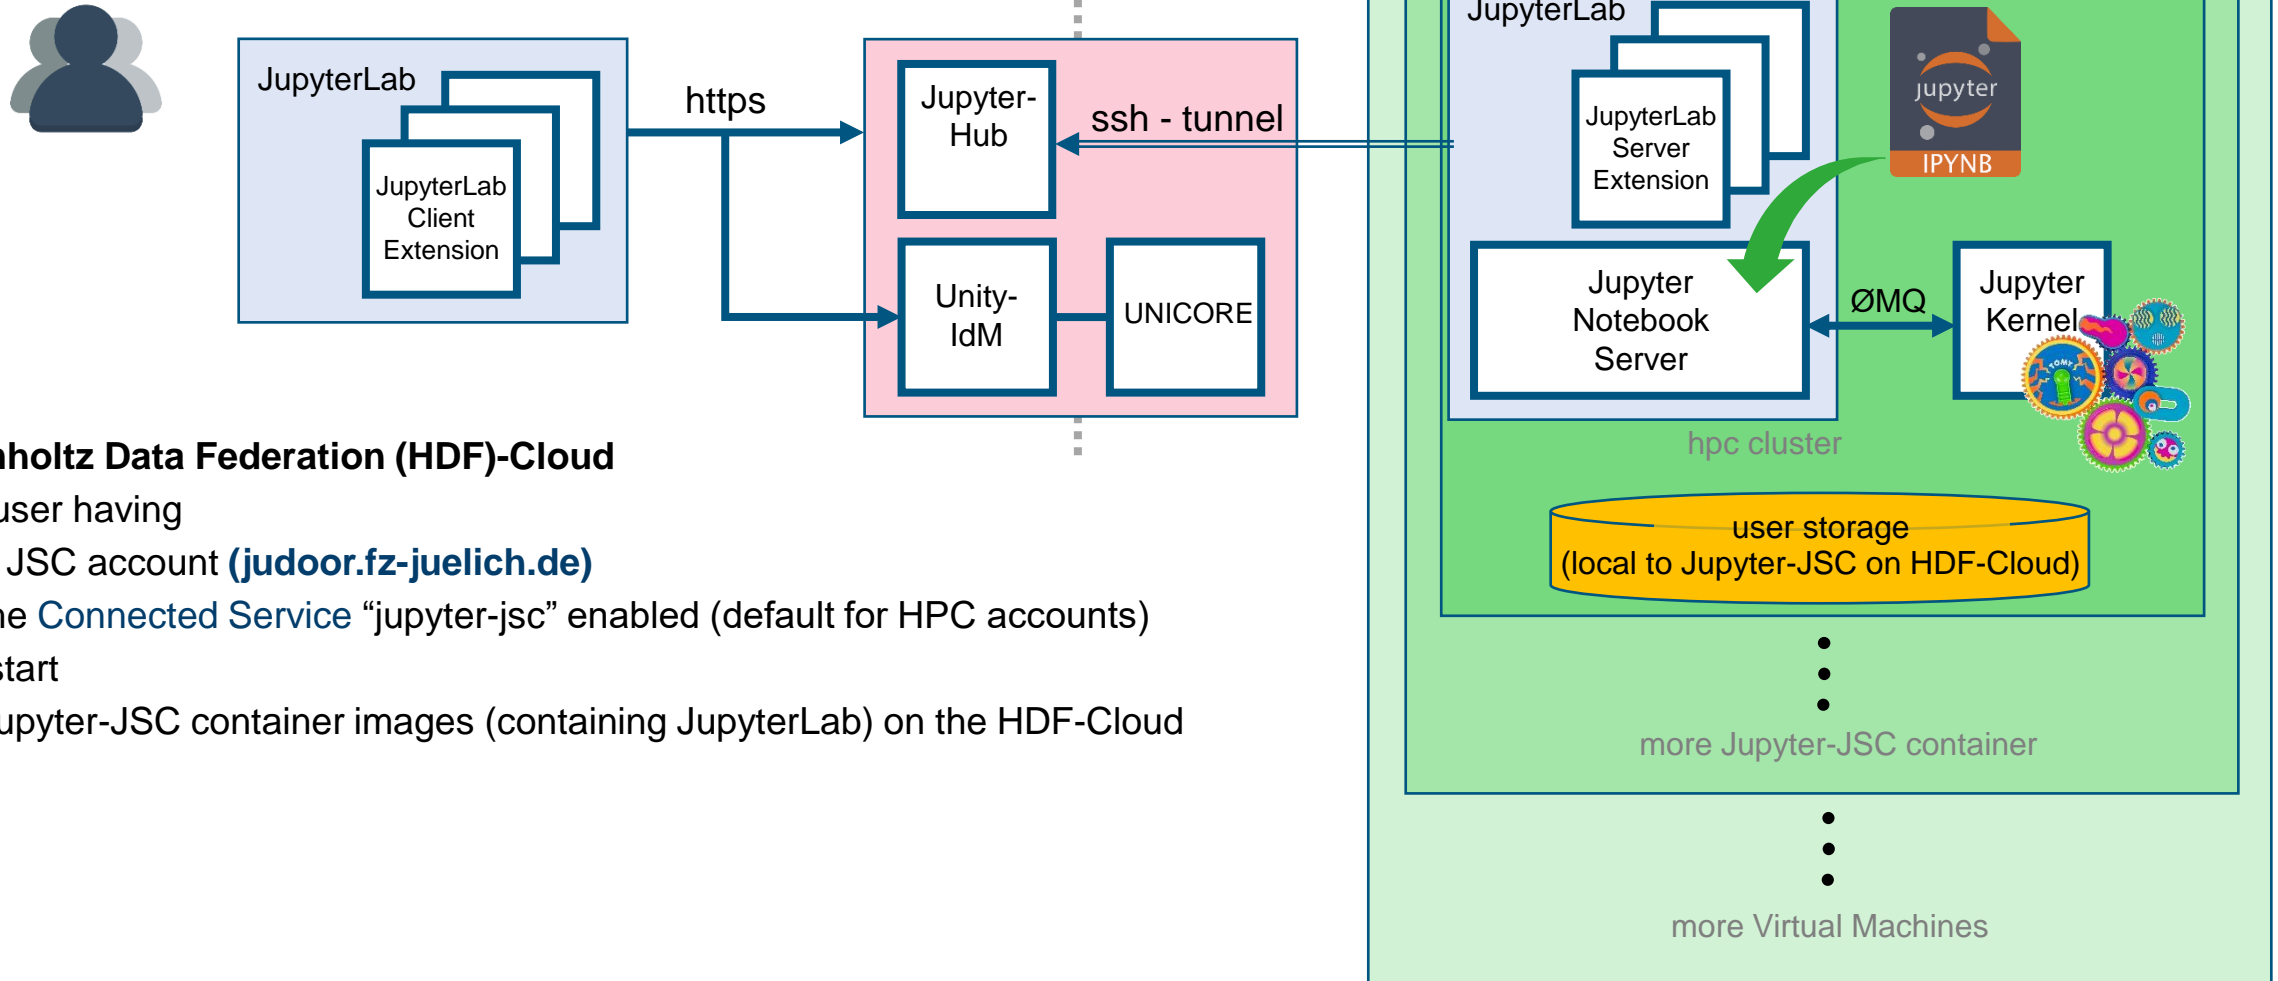 JupyterLab
JupyterLab
Client
Extension
https
Jupyter-
Hub
ssh - tunnel
Unity-
IdM
UNICORE
JupyterLab
JupyterLab
Server
Extension
jupyter
IPYNB
Jupyter
Notebook
Server
ØMQ
Jupyter
Kernel
TOMY
hpc cluster
user storage
(local to Jupyter-JSC on HDF-Cloud)
more Jupyter-JSC container
more Virtual Machines
Data Federation (HDF)-Cloud
user having
JSC account (judoor.fz-juelich.de)
Connected Service “jupyter-jsc” enabled (default for HPC accounts)
start
Jupyter-JSC container images (containing JupyterLab) on the HDF-Cloud